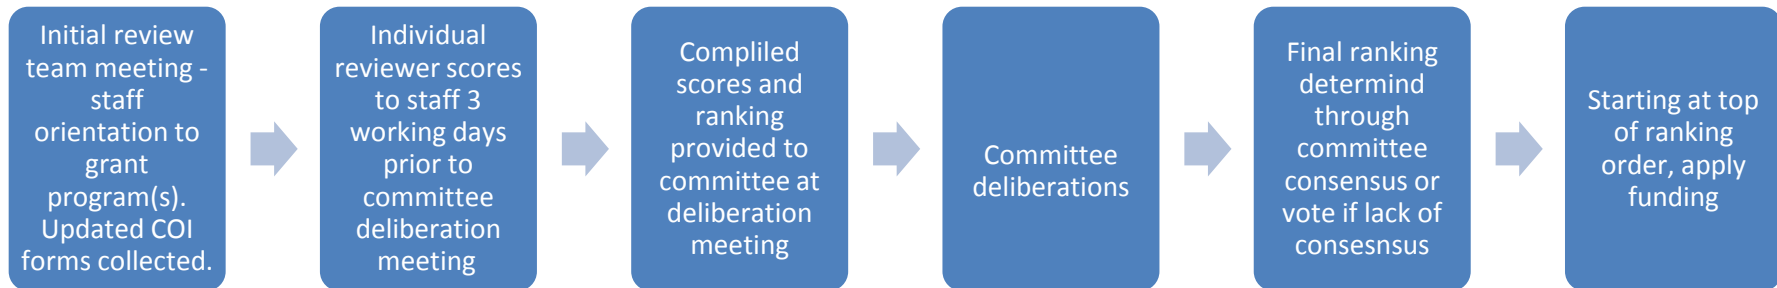 Initial review
team meeting -
staff
orientation to
grant
program(s).
Updated COI
forms collected.
Individual
reviewer scores
to staff 3
working days
prior to
committee
deliberation
meeting
Compliled
scores and
ranking
provided to
committee at
deliberation
meeting
Committee
deliberations
Final ranking
determind
through
committee
consensus or
vote if lack of
consesnsus
Starting at top
of ranking
order, apply
funding